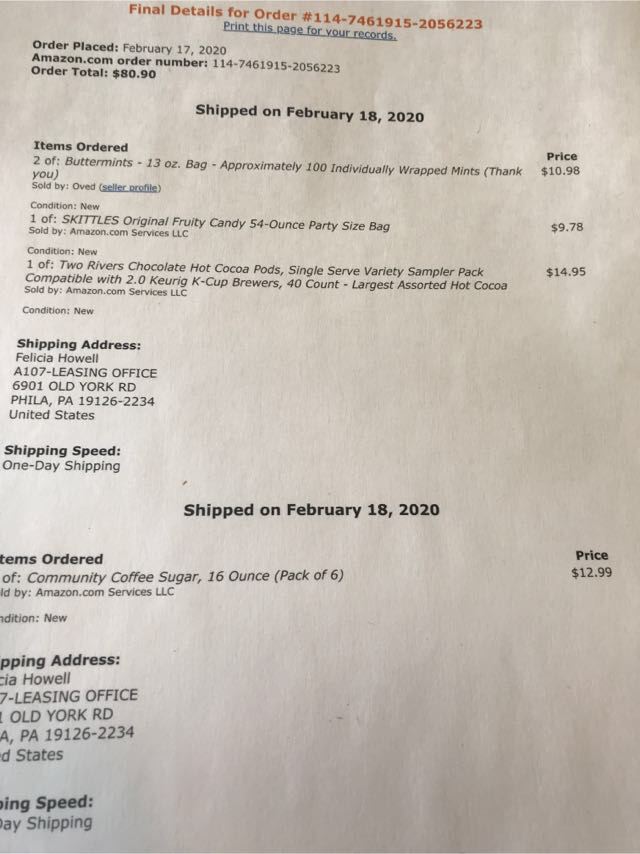 Final Details for Order #114-7461915-2056223
Print this page for your records.
Order Placed: February 17, 2020
Amazon.com order number: 114-7461915-2056223
Order Total: $80.90
Shipped on February 18, 2020
Items Ordered Price
2 of: Buttermints - 13 oz. Bag - Approximately 100 Individually Wrapped Mints (Thank $10.98
you)
Sold by: Oved (seller profile)
Condition: New
1 of: SKITTLES Original Fruity Candy 54-Ounce Party Size Bag $9.78
Sold by: Amazon.com Services LLC
Condition: New
1 of: Two Rivers Chocolate Hot Cocoa Pods, Single Serve Variety Sampler Pack $14.95
Compatible with 2.0 Keurig K-Cup Brewers, 40 Count - Largest Assorted Hot Cocoa
Sold by: Amazon.com Services LLC
Condition: New
Shipping Address:
Felicia Howell
A107-LEASING OFFICE
6901 OLD YORK RD
PHILA, PA 19126-2234
United States
Shipping Speed:
One-Day Shipping
Shipped on February 18, 2020
tems Ordered Price
of: Community Coffee Sugar, 16 Ounce (Pack of 6) $12.99
ld by: Amazon.com Services LLC
ndition: New
pping Address:
cia Howell
7-LEASING OFFICE
1 OLD YORK RD
A, PA 19126-2234
d States
ping Speed:
Day Shipping